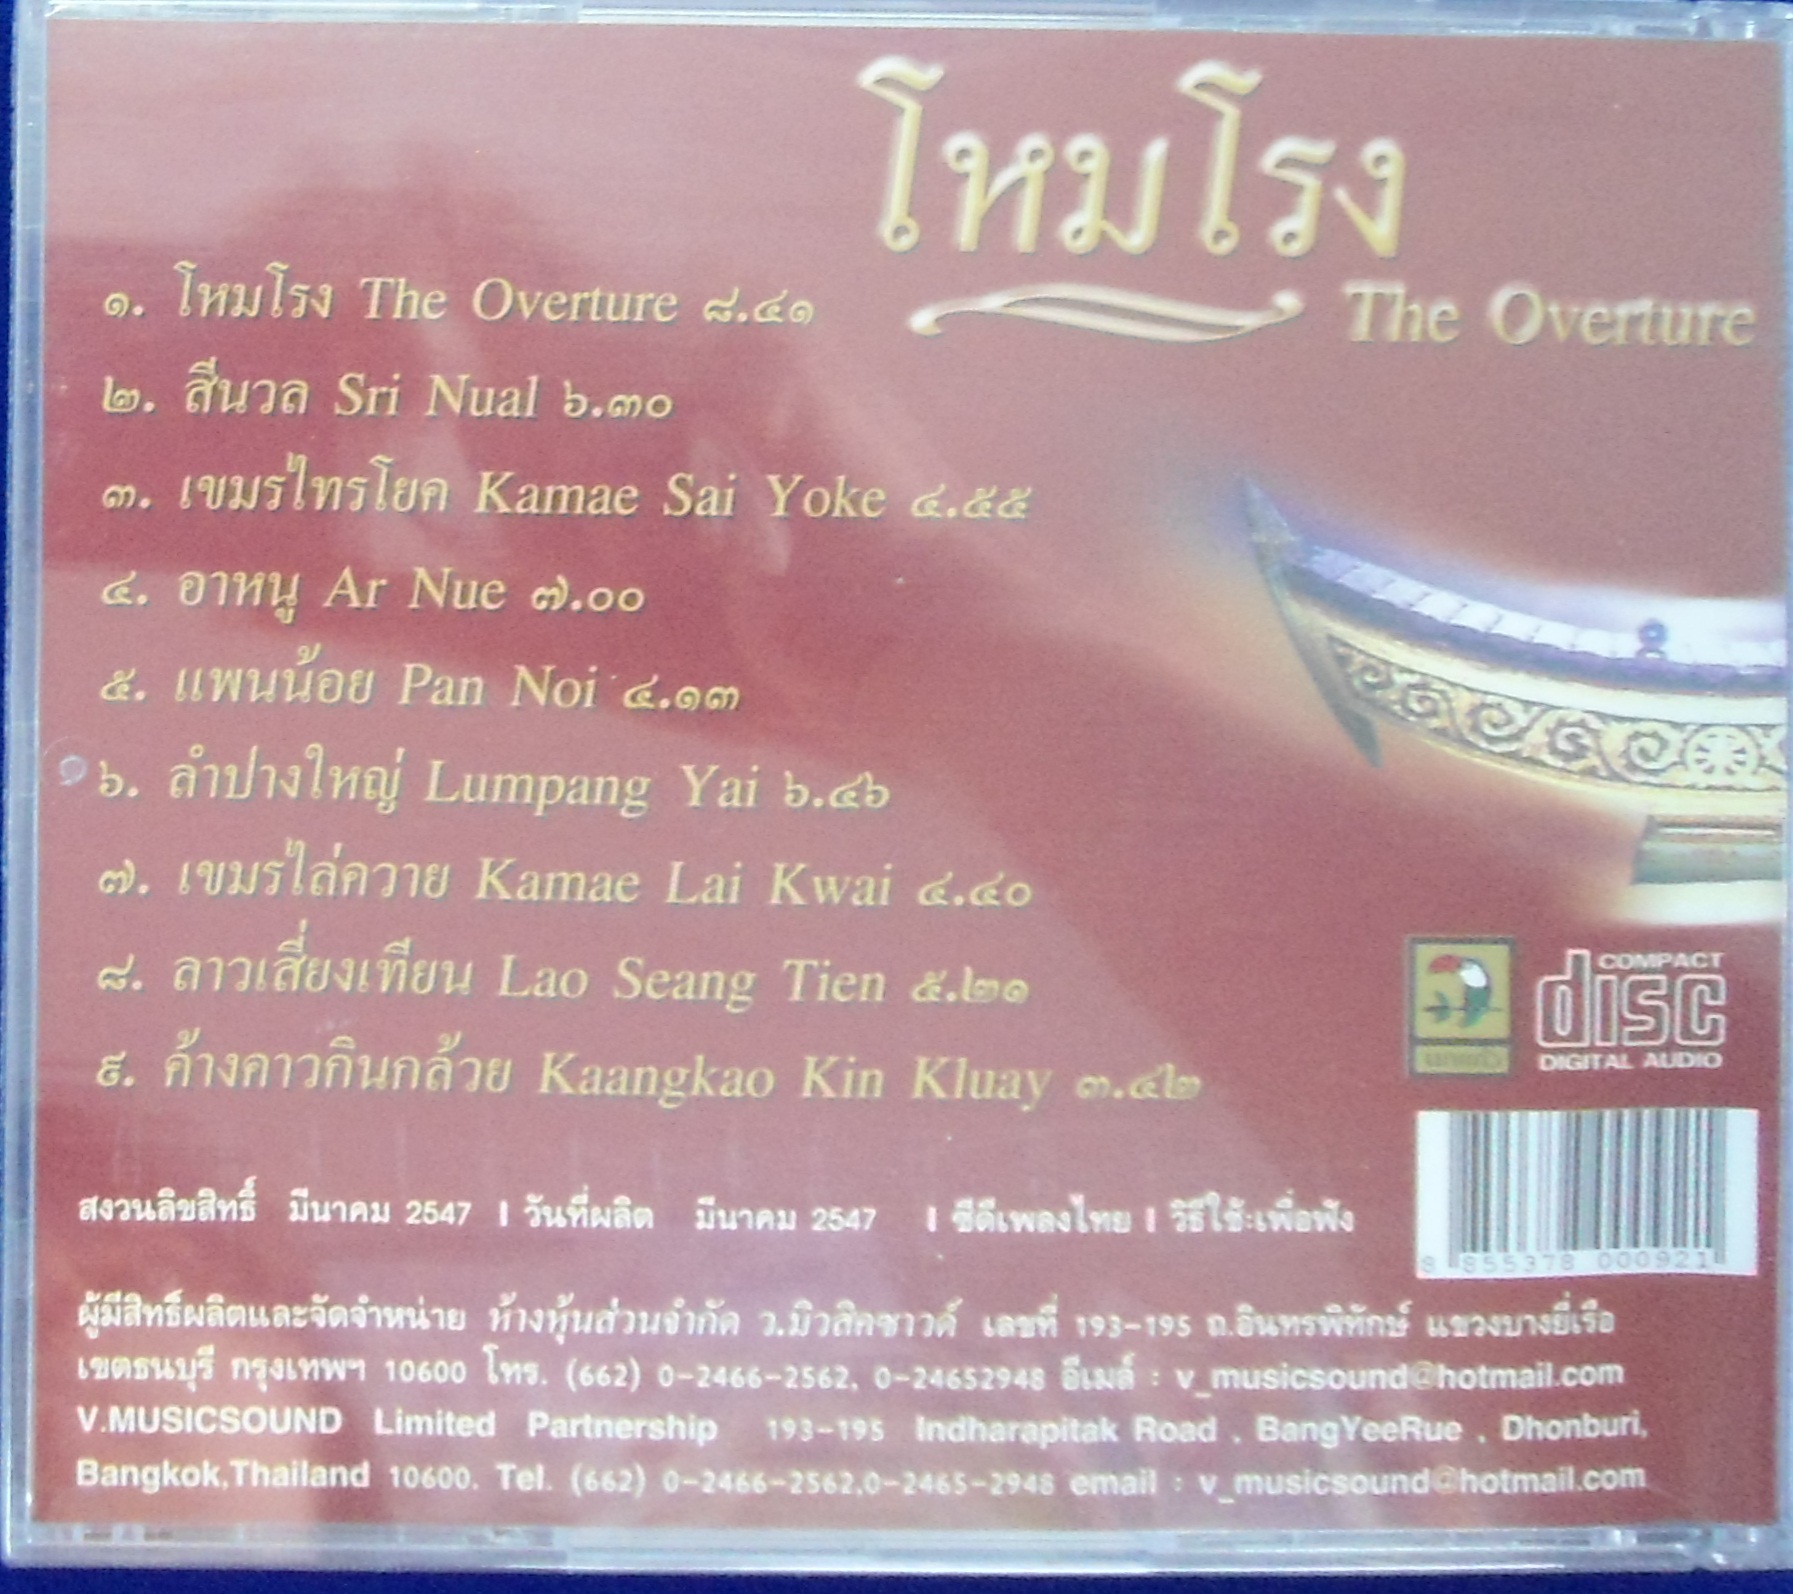 โหมโรง
The Overture
๑. โหมโรง The Overture ๘.๔๑
๒. สีนวล Sri Nual ๖.๓๐
๓. เขมรไทรโยค Kamae Sai Yoke ๔.๕๕
๔. อาหนู Ar Nue ๗.๐๐
๕. แพนน้อย Pan Noi ๔.๑๓
๖. ลำปางใหญ่ Lumpang Yai ๖.๔๖
๗. เขมรไล่ควาย Kamae Lai Kwai ๔.๔๐
๘. ลาวเสี่ยงเทียน Lao Seang Tien ๕.๒๑
๙. ค้างคาวกินกล้วย Kaangkao Kin Kluay ๓.๔๒
COMPACT
disc
DIGITAL AUDIO
8 855378 000921
สงวนลิขสิทธิ์ มีนาคม 2547 | วันที่ผลิต มีนาคม 2547 | ซีดีเพลงไทย | วิธีใช้:เพื่อฟัง
ผู้มีสิทธิ์ผลิตและจัดจำหน่าย ห้างหุ้นส่วนจำกัด ว.มิวสิคซาวด์ เลขที่ 193-195 ถ.อินทรพิทักษ์ แขวงบางยี่เรือ
เขตธนบุรี กรุงเทพฯ 10600 โทร. (662) 0-2466-2562, 0-24652948 อีเมล์ : v_musicsound@hotmail.com
V.MUSICSOUND Limited Partnership 193-195 Indharapitak Road , BangYeeRue , Dhonburi,
Bangkok,Thailand 10600. Tel. (662) 0-2466-2562,0-2465-2948 email : v_musicsound@hotmail.com